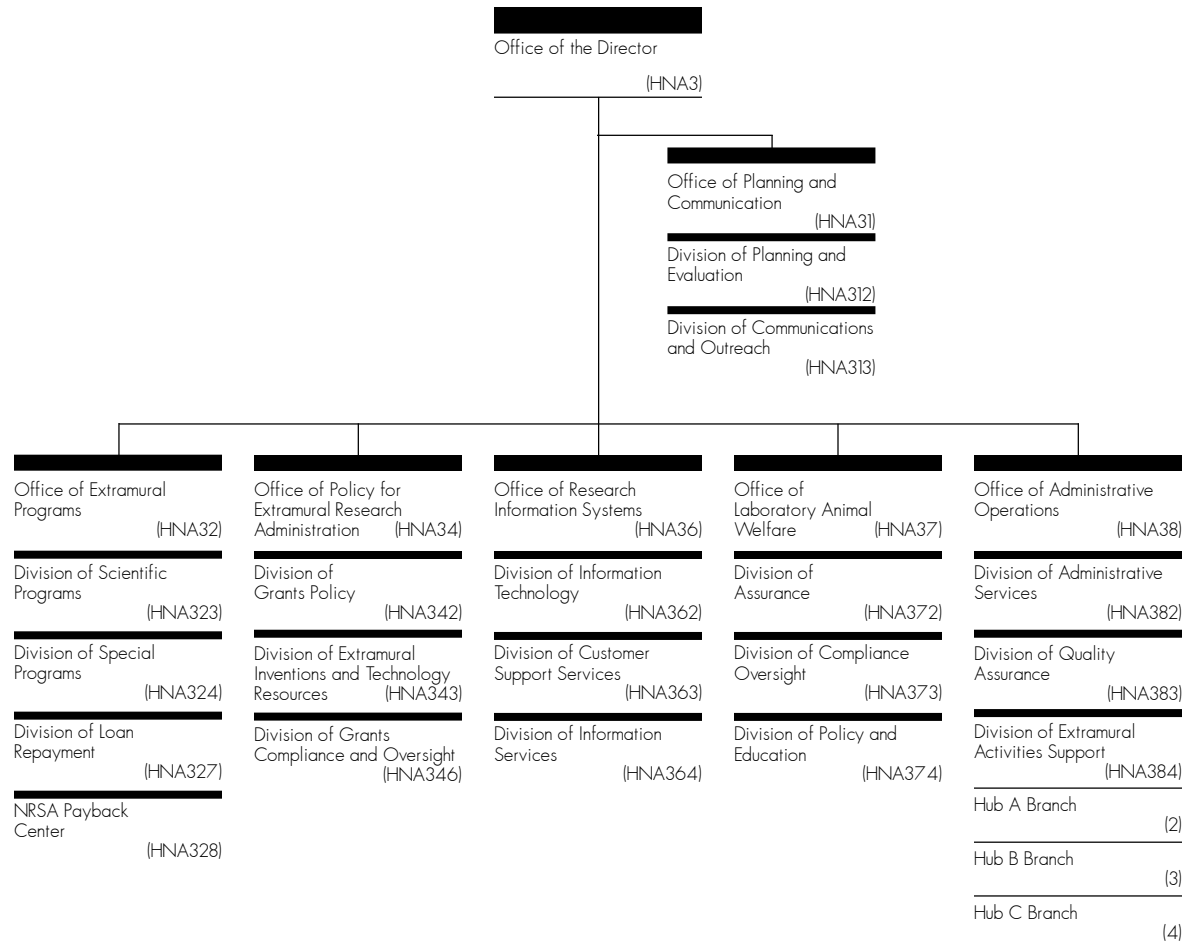 Office of the Director
(HNA3)
Office of Planning and
Communication
(HNA31)
Division of Planning and
Evaluation
(HNA312)
Division of Communications
and Outreach
(HNA313)
Office of Extramural
Programs
(HNA32)
Division of Scientific
Programs
(HNA323)
Division of Special
Programs
(HNA324)
Division of Loan
Repayment
(HNA327)
NRSA Payback
Center
(HNA328)
Office of Policy for
Extramural Research
Administration (HNA34)
Division of
Grants Policy
(HNA342)
Division of Extramural
Inventions and Technology
Resources (HNA343)
Division of Grants
Compliance and Oversight
(HNA346)
Office of Research
Information Systems
(HNA36)
Division of Information
Technology
(HNA362)
Division of Customer
Support Services
(HNA363)
Division of Information
Services
(HNA364)
Office of
Laboratory Animal
Welfare (HNA37)
Division of
Assurance
(HNA372)
Division of Compliance
Oversight
(HNA373)
Division of Policy and
Education
(HNA374)
Office of Administrative
Operations
(HNA38)
Division of Administrative
Services
(HNA382)
Division of Quality
Assurance
(HNA383)
Division of Extramural
Activities Support
(HNA384)
Hub A Branch
(2)
Hub B Branch
(3)
Hub C Branch
(4)